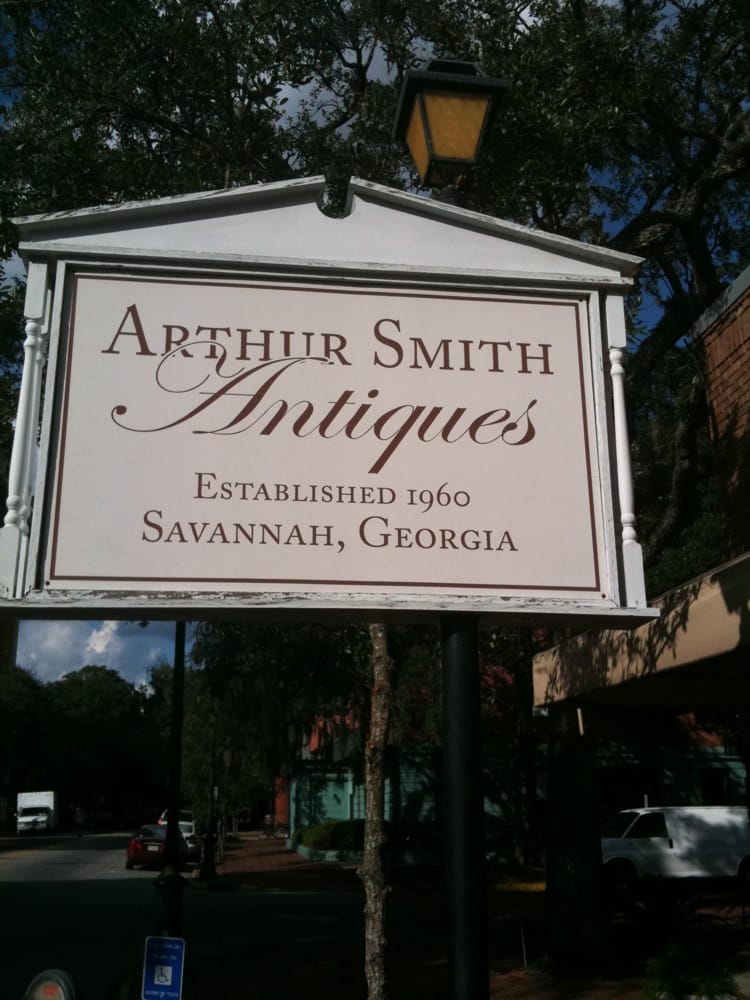 Arthur Smith
Antiques
Established 1960
Savannah, Georgia